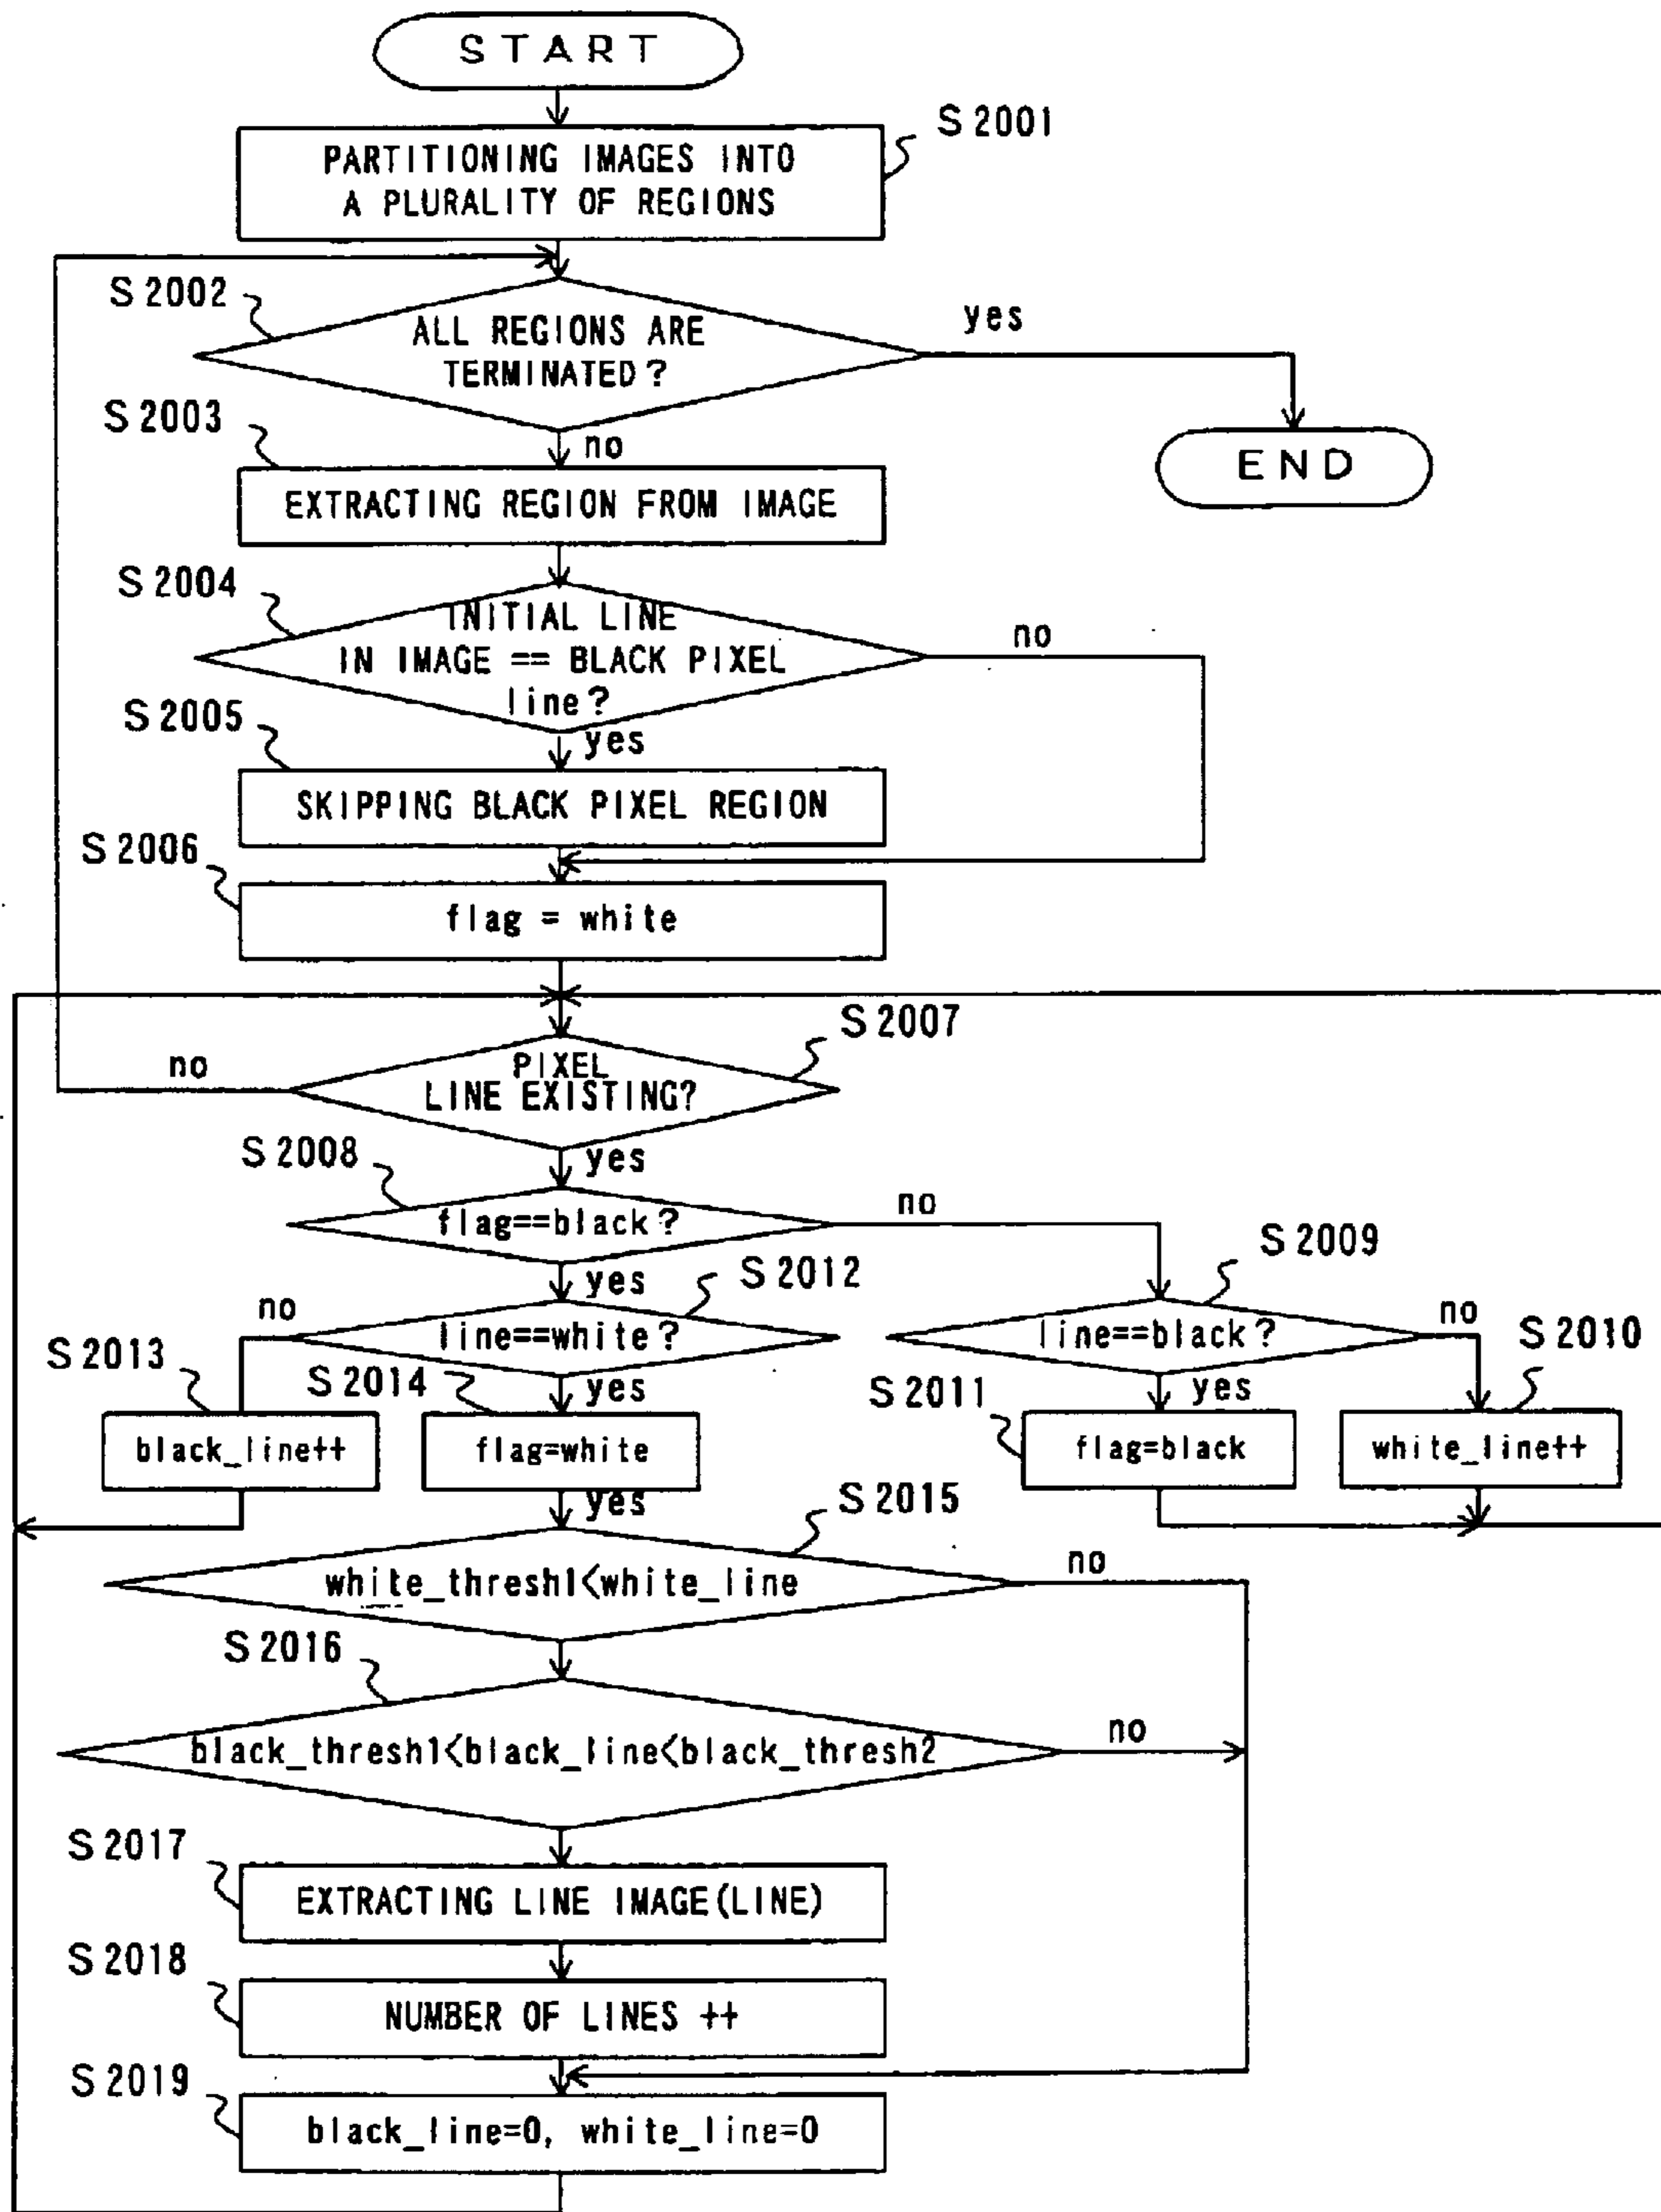 START
S2001
PARTITIONING IMAGES INTO
A PLURALITY OF REGIONS
S2002
ALL REGIONS ARE
TERMINATED?
yes
END
S2003
no
EXTRACTING REGION FROM IMAGE
S2004
INITIAL LINE
IN IMAGE == BLACK PIXEL
line?
no
S2005
yes
SKIPPING BLACK PIXEL REGION
S2006
flag = white
S2007
PIXEL
LINE EXISTING?
no
S2008
yes
flag==black?
no
S2009
line==black?
no
S2010
S2011
yes
flag=black
white_line++
yes
S2012
line==white?
no
S2013
S2014
yes
black_line++
flag=white
yes
S2015
white_thresh1<white_line
no
S2016
black_thresh1<black_line<black_thresh2
no
S2017
EXTRACTING LINE IMAGE(LINE)
S2018
NUMBER OF LINES ++
S2019
black_line=0, white_line=0